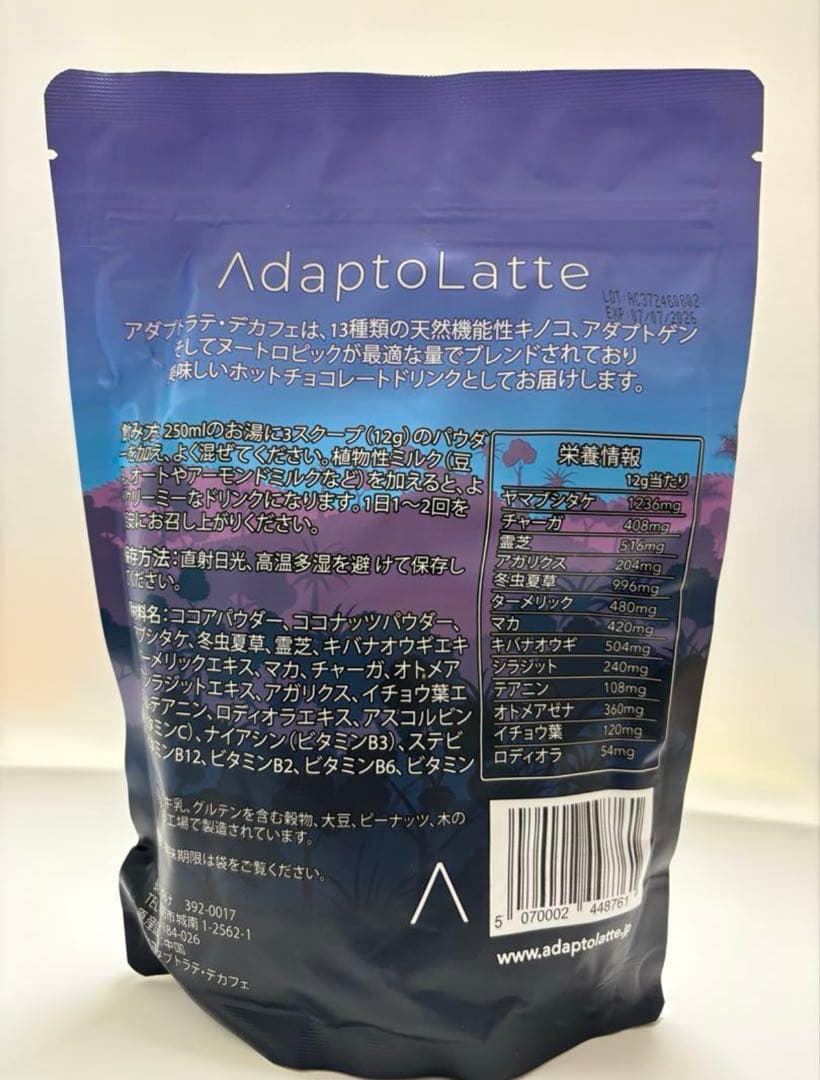 AdaptoLatte
LOT:AC372460802
EXP 07/07/2026
アダプトラテ・デカフェは、13種類の天然機能性キノコ、アダプトゲン
そしてヌートロピックが最適な量でブレンドされており
美味しいホットチョコレートドリンクとしてお届けします。
飲み方: 250mlのお湯に3スクープ(12g)のパウダ
ーを加え、よく混ぜてください。植物性ミルク(豆
、オートやアーモンドミルクなど)を加えると、よ
クリーミーなドリンクになります。1日1〜2回を
安にお召し上がりください。
保存方法:直射日光、高温多湿を避けて保存し
てください。
原材料名:ココアパウダー、ココナッツパウダー、
ブシタケ、冬虫夏草、霊芝、キバナオウギエキ
ターメリックエキス、マカ、チャーガ、オトメア
シラジットエキス、アガリクス、イチョウ葉エ
テアニン、ロディオラエキス、アスコルビン
タミンC)、ナイアシン(ビタミンB3)、ステビ
タミンB12、ビタミンB2、ビタミンB6、ビタミン
牛乳、グルテンを含む穀物、大豆、ピーナッツ、木の
工場で製造されています。
味期限は袋をご覧ください。
392-0017
市城南 1-2562-1
TEL
184-026
中国
アダプトラテ・デカフェ
栄養情報
12g当たり
ヤマブシタケ 1236mg
チャーガ 408mg
霊芝 516mg
アガリクス 204mg
冬虫夏草 996mg
ターメリック 480mg
マカ 420mg
キバナオウギ 504mg
シラジット 240mg
テアニン 108mg
オトメアゼナ 360mg
イチョウ葉 120mg
ロディオラ 54mg
5 070002 448761
www.adaptolatte.jp